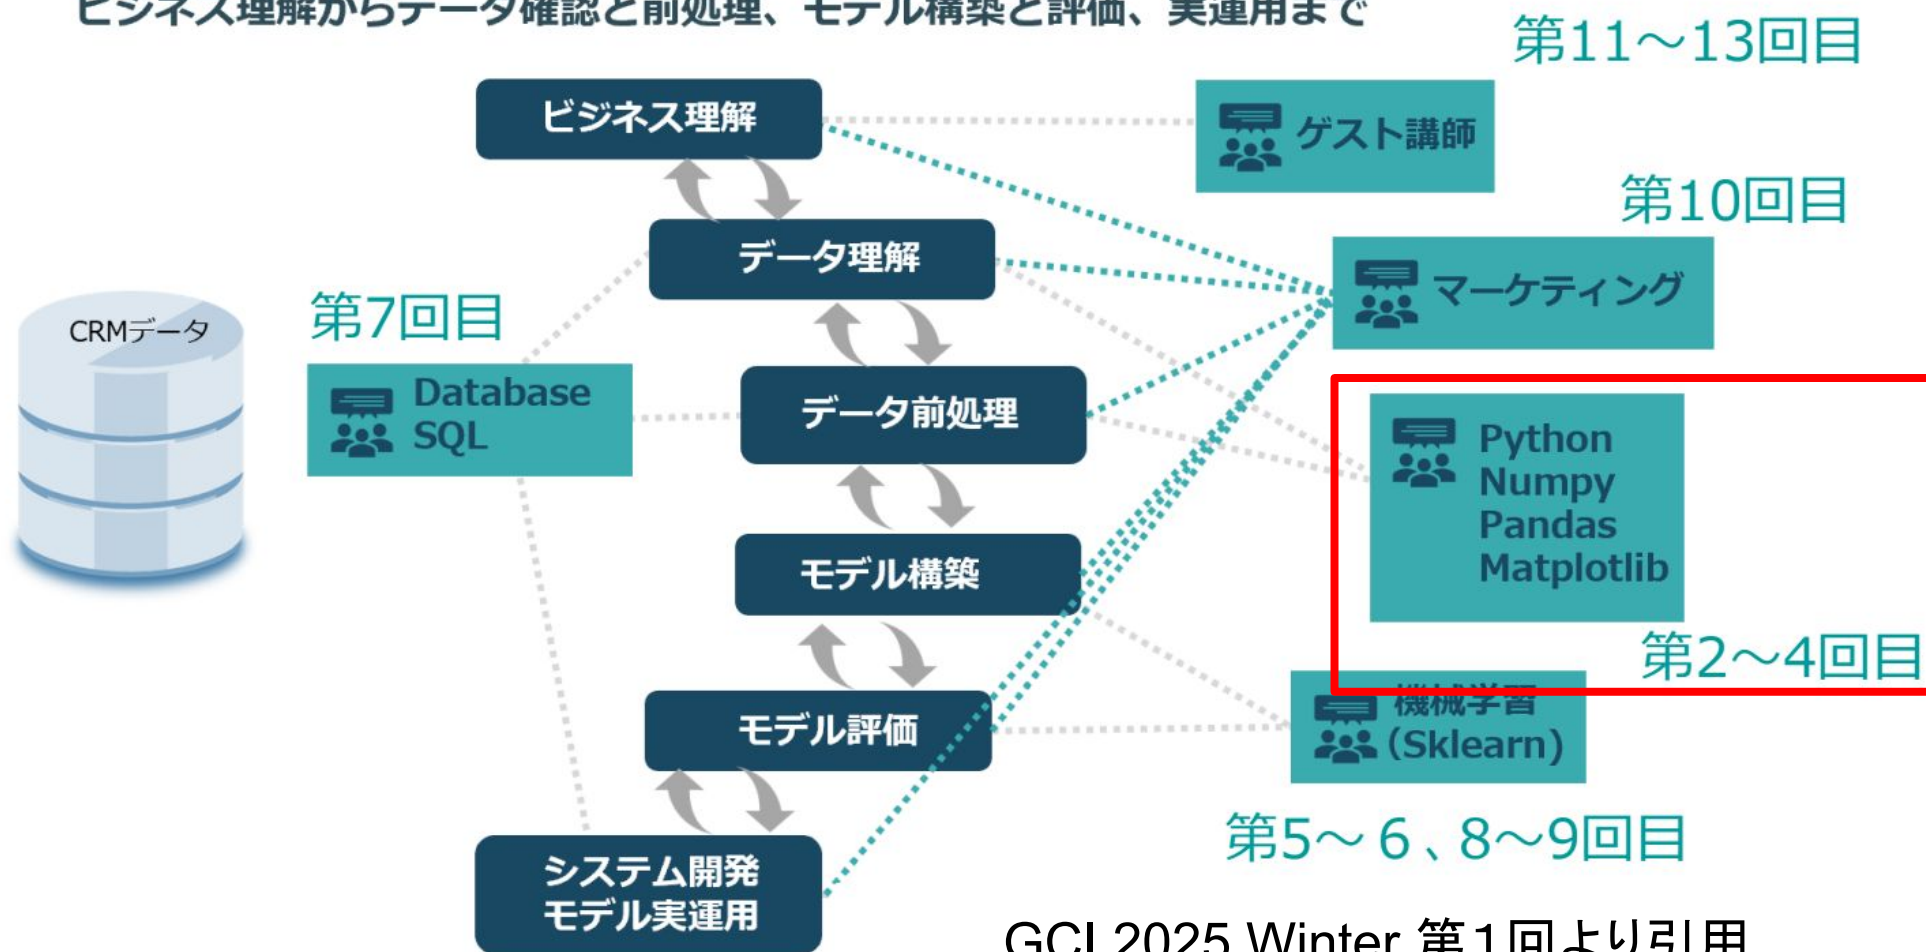 ビジネス理解からデータ確認と前処理、モデル構築と評価、実運用まで
第11～13回目
ビジネス理解
ゲスト講師
第10回目
データ理解
マーケティング
CRMデータ
第7回目
Database
SQL
データ前処理
Python
Numpy
Pandas
Matplotlib
モデル構築
第2～4回目
モデル評価
機械学習
(Sklearn)
第5～６、8～9回目
システム開発
モデル実運用
GCI 2025 Winter 第１回より引用